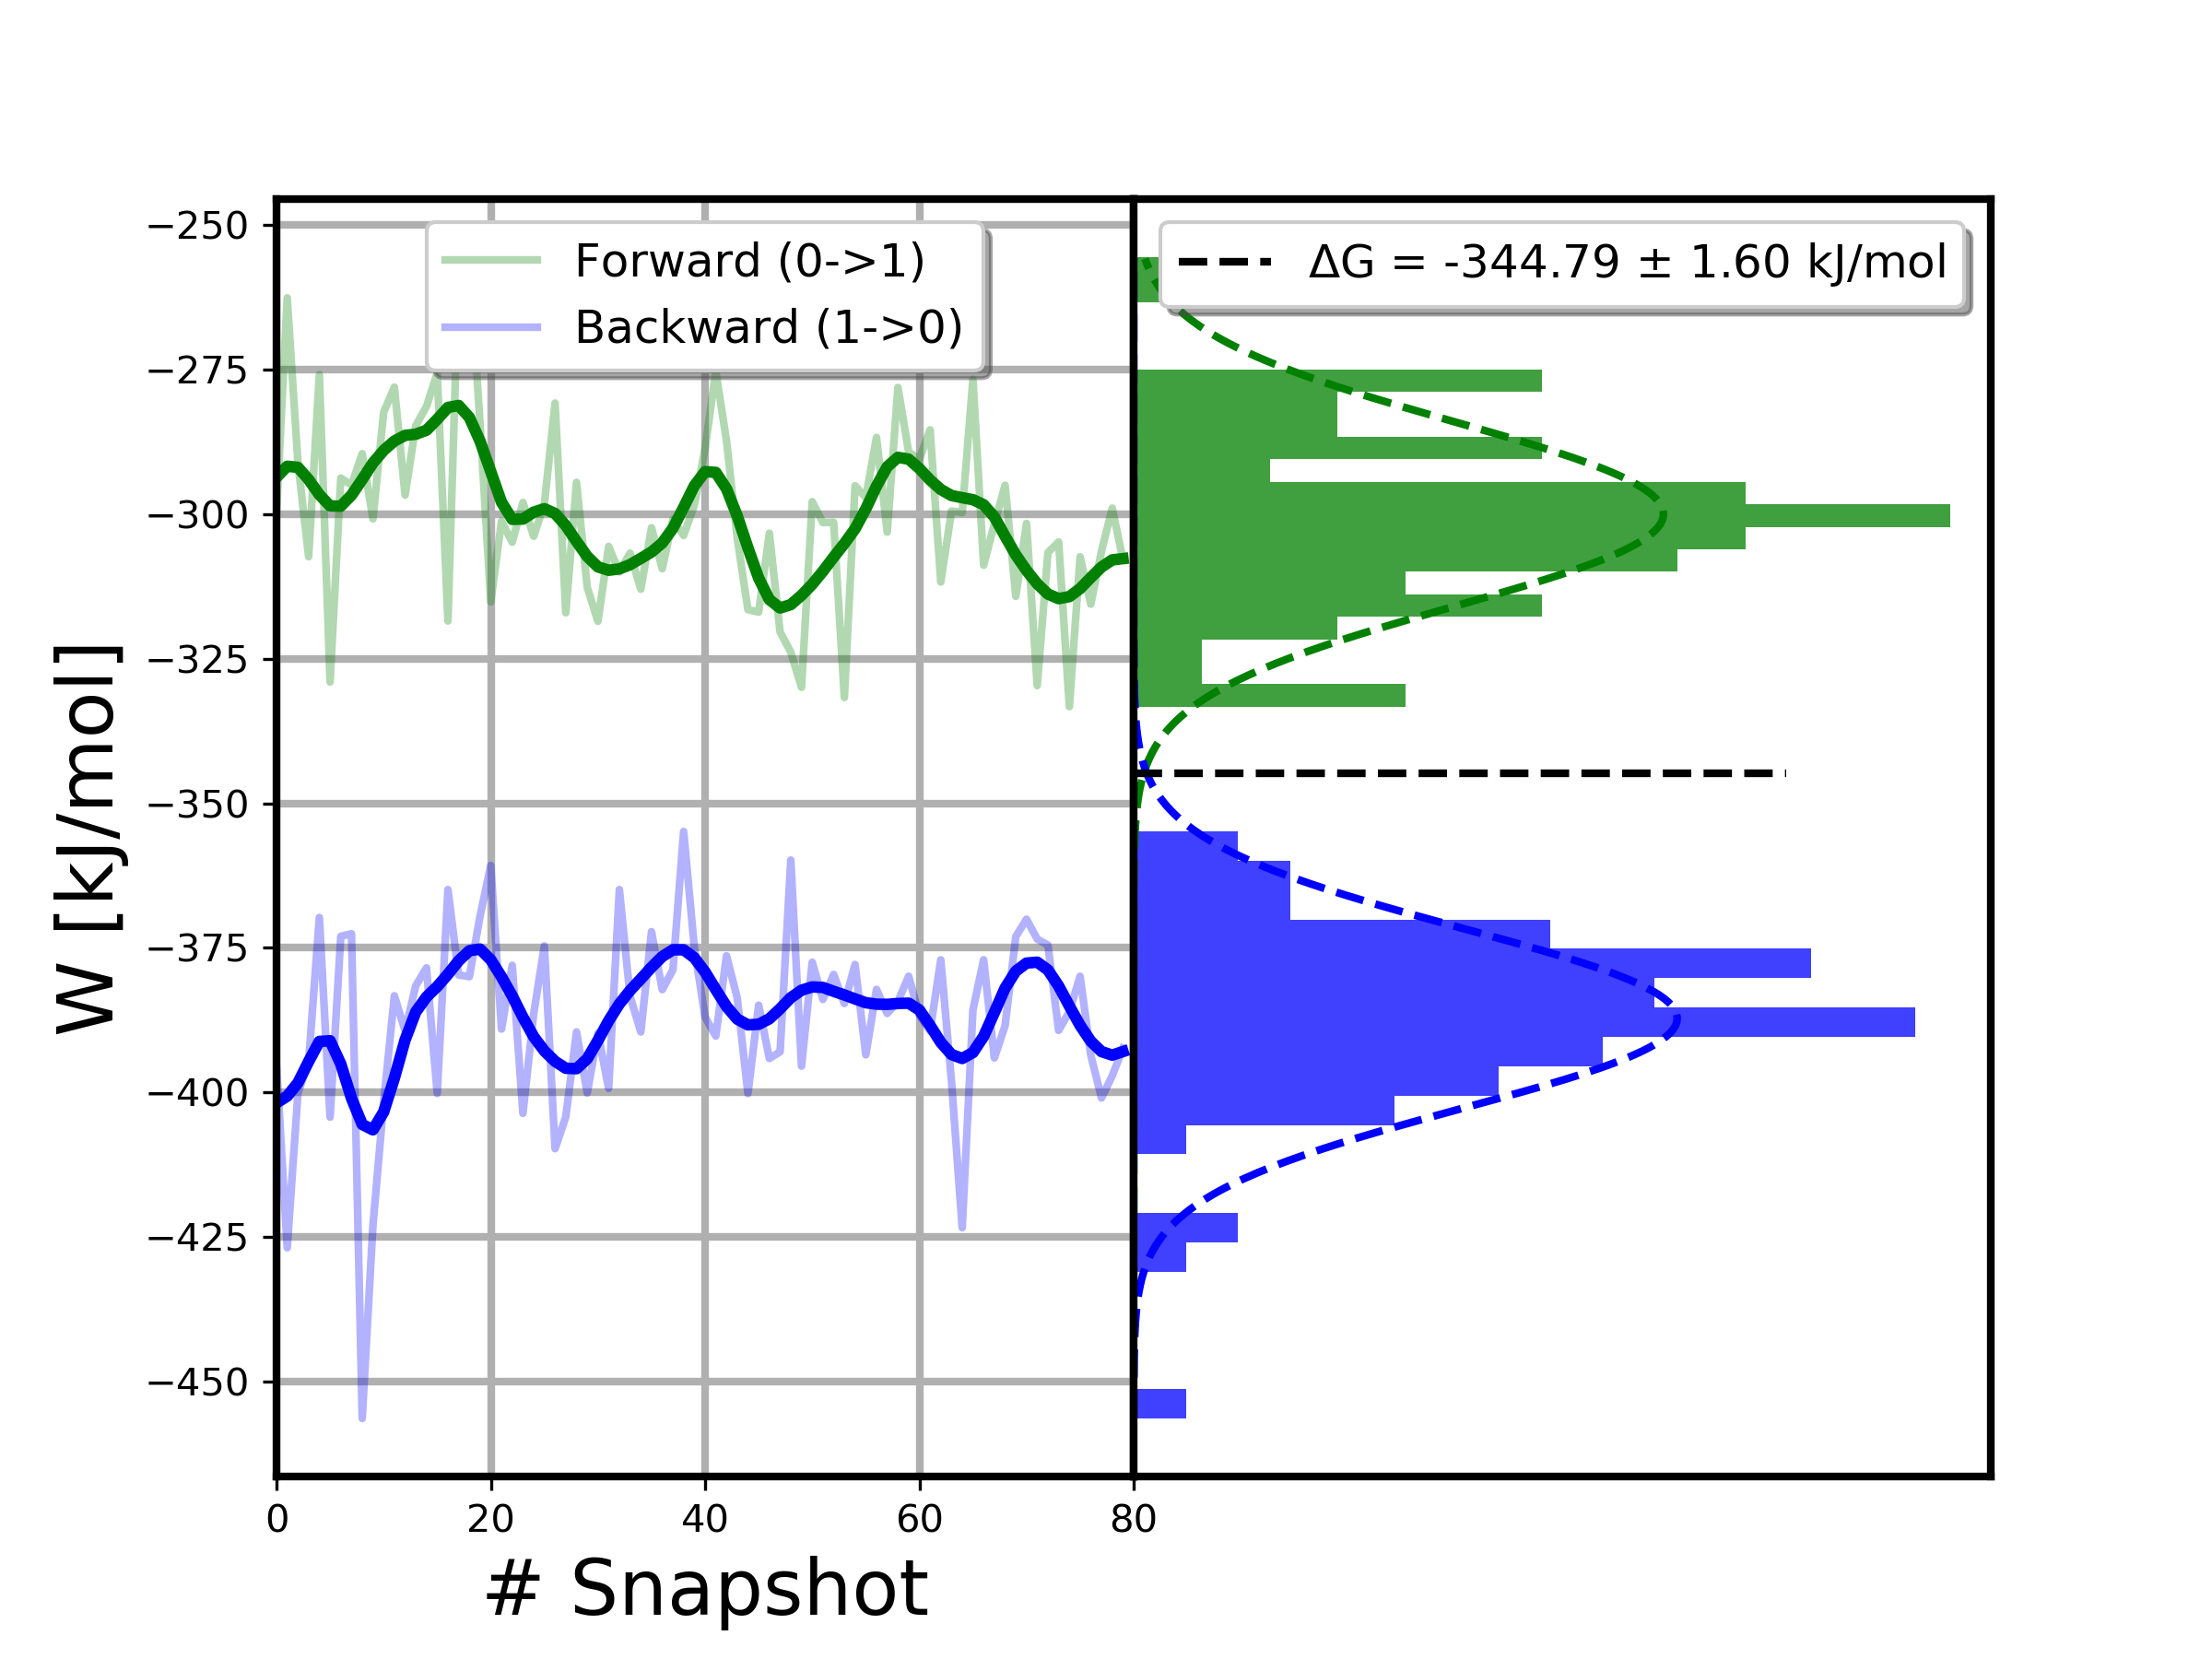 Forward (0->1)
Backward (1->0)
ΔG = -344.79 ± 1.60 kJ/mol
W [kJ/mol]
−250
−275
−300
−325
−350
−375
−400
−425
−450
0 20 40 60 80
# Snapshot